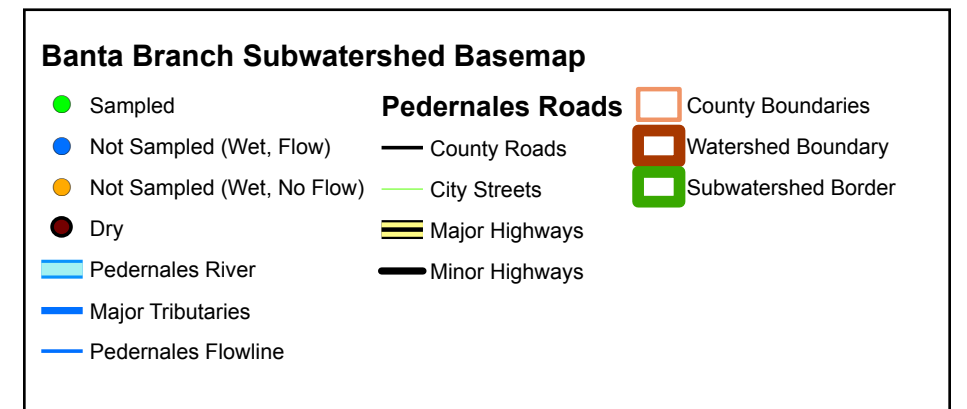 Banta Branch Subwatershed Basemap
Sampled
Not Sampled (Wet, Flow)
Not Sampled (Wet, No Flow)
Dry
Pedernales River
Major Tributaries
Pedernales Flowline
Pedernales Roads
County Roads
City Streets
Major Highways
Minor Highways
County Boundaries
Watershed Boundary
Subwatershed Border